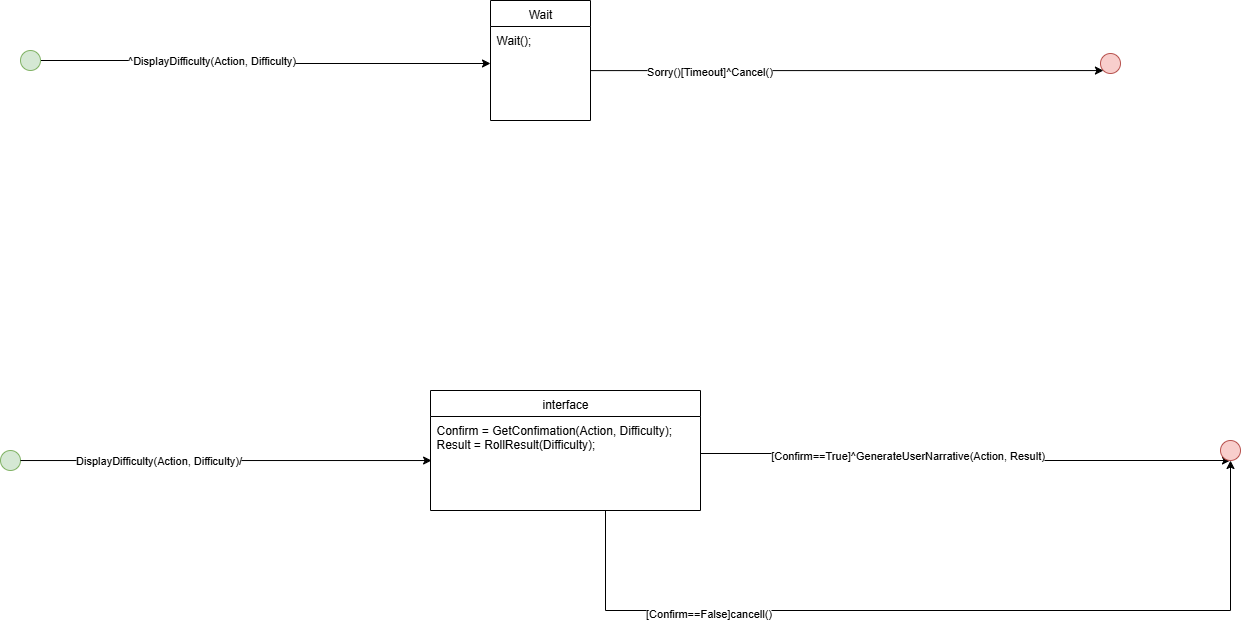 Wait
Wait();
^DisplayDifficulty(Action, Difficulty)
Sorry()[Timeout]^Cancel()
interface
Confirm = GetConfimation(Action, Difficulty);
Result = RollResult(Difficulty);
DisplayDifficulty(Action, Difficulty)/
[Confirm==True]^GenerateUserNarrative(Action, Result)
[Confirm==False]cancell()